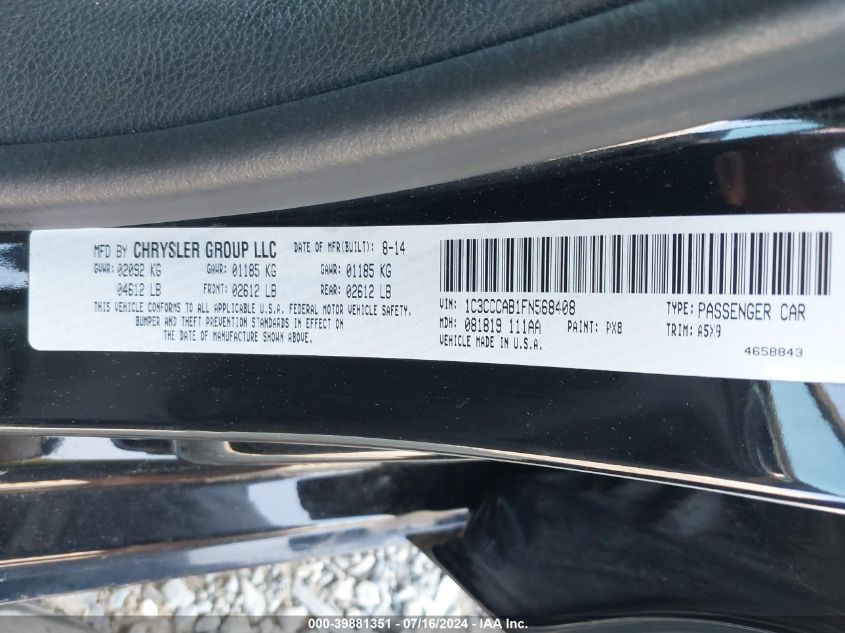 MFD BY CHRYSLER GROUP LLC DATE OF MFR(BUILT): 8-14
GVWR: 02092 KG GAWR: 01185 KG GAWR: 01185 KG
04612 LB FRONT: 02612 LB REAR: 02612 LB
THIS VEHICLE CONFORMS TO ALL APPLICABLE U.S.A. FEDERAL MOTOR VEHICLE SAFETY,
BUMPER AND THEFT PREVENTION STANDARDS IN EFFECT ON
THE DATE OF MANUFACTURE SHOWN ABOVE.
VIN: 1C3CCCAB1FN568408 TYPE: PASSENGER CAR
MDH: 081819 111AA PAINT: PX8 TRIM: A5X9
VEHICLE MADE IN U.S.A.
4658843
000-39881351 - 07/16/2024 - IAA Inc.